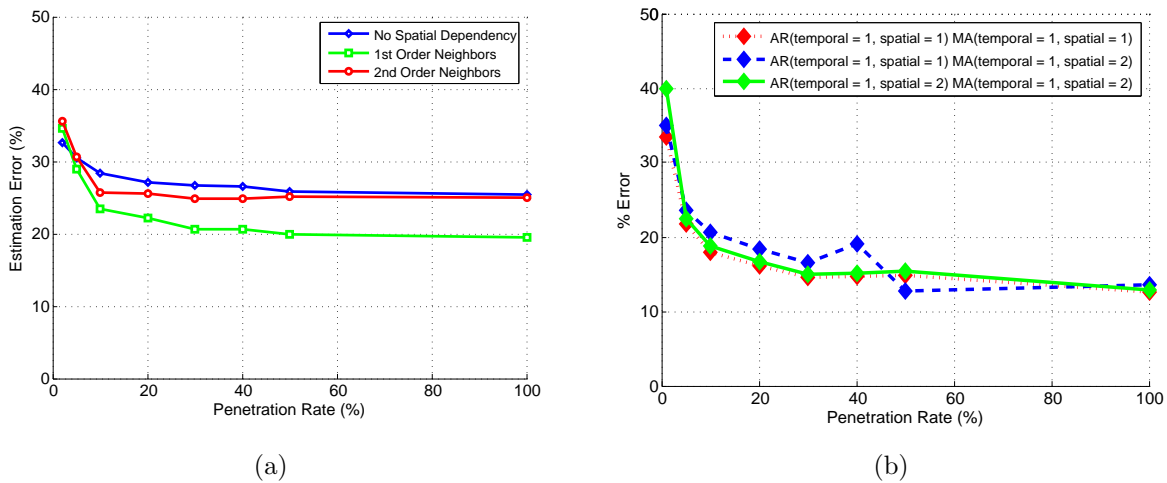 50
40
30
20
10
0
Estimation Error (%)
No Spatial Dependency
1st Order Neighbors
2nd Order Neighbors
0 20 40 60 80 100
Penetration Rate (%)
(a)
50
40
30
20
10
0
% Error
AR(temporal = 1, spatial = 1) MA(temporal = 1, spatial = 1)
AR(temporal = 1, spatial = 1) MA(temporal = 1, spatial = 2)
AR(temporal = 1, spatial = 2) MA(temporal = 1, spatial = 2)
0 20 40 60 80 100
Penetration Rate (%)
(b)